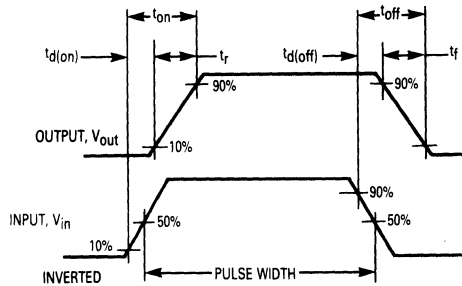 ton toff
td(on) tr td(off) tf
90% 90%
OUTPUT, Vout 10%
90%
INPUT, Vin 50% 50%
10%
INVERTED PULSE WIDTH